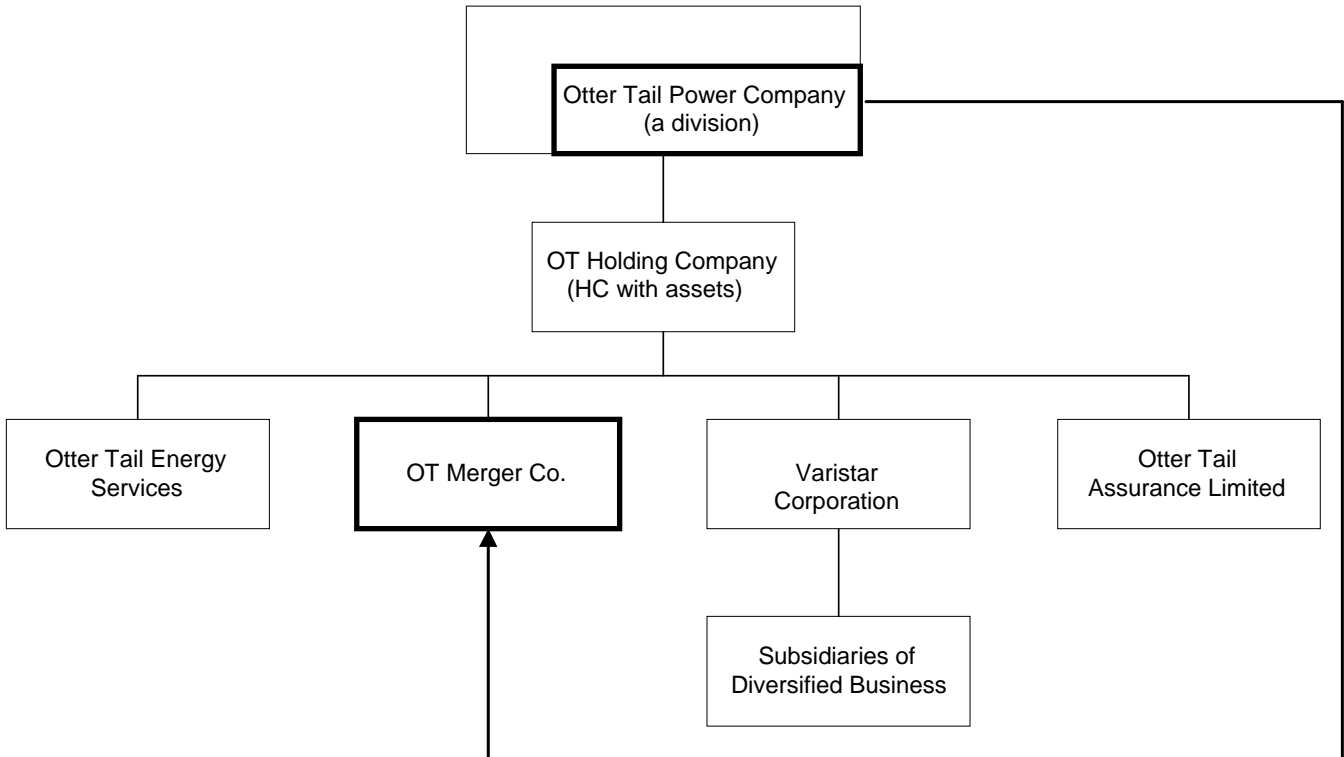 Otter Tail Power Company
(a division)
OT Holding Company
(HC with assets)
Otter Tail Energy
Services
OT Merger Co.
Varistar
Corporation
Otter Tail
Assurance Limited
Subsidiaries of
Diversified Business